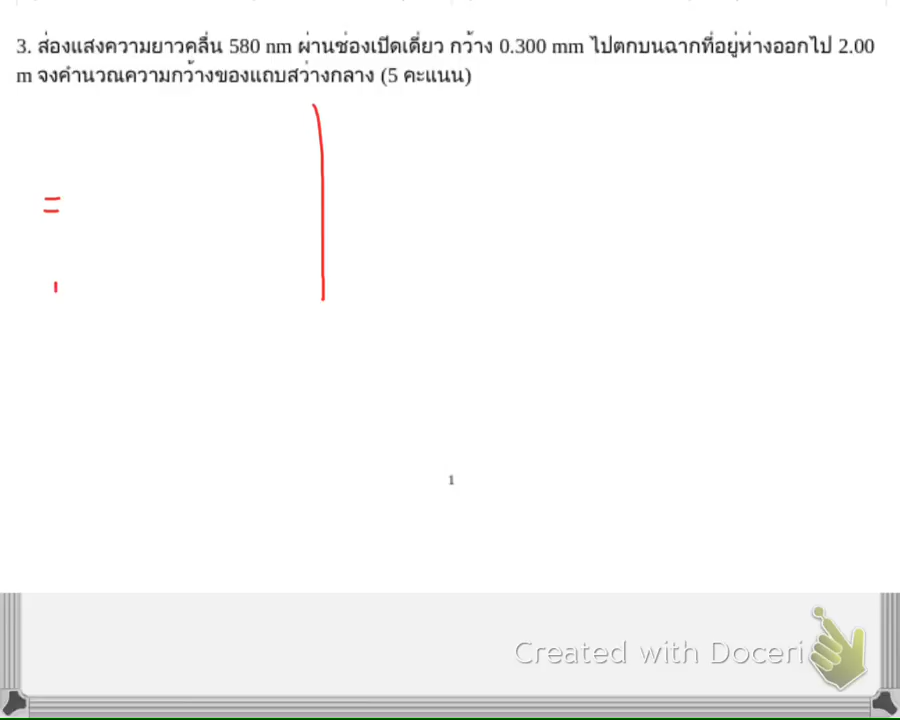 3. ส่องแสงความยาวคลื่น 580 nm ผ่านช่องเปิดเดี่ยว กว้าง 0.300 mm ไปตกบนฉากที่อยู่ห่างออกไป 2.00
m จงคำนวณความกว้างของแถบสว่างกลาง (5 คะแนน)
=
1
Created with Doceri